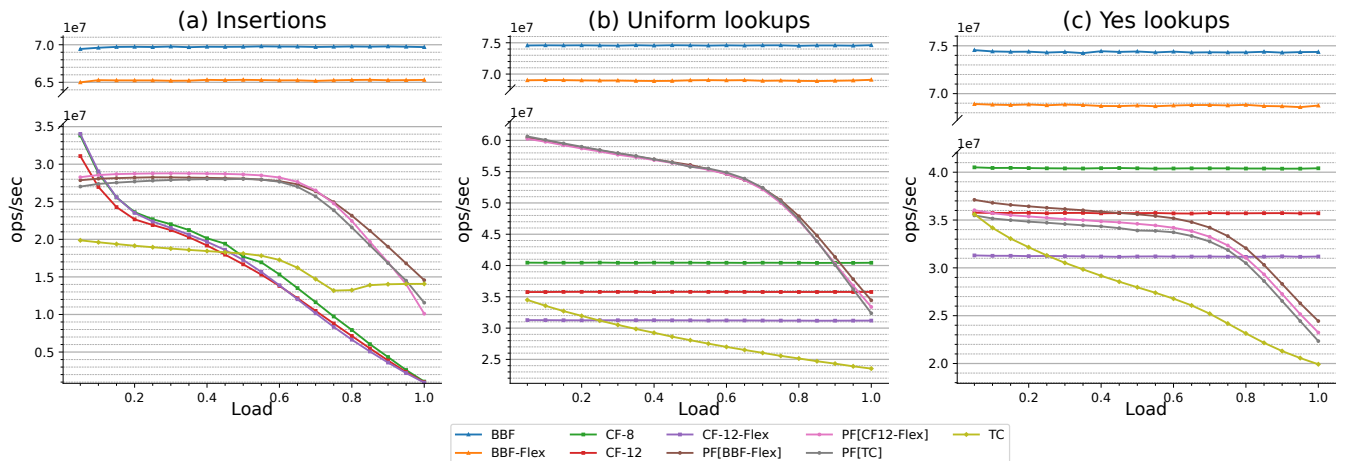 (a) Insertions
(b) Uniform lookups
(c) Yes lookups
1e7
7.0
6.5
1e7
3.5
3.0
2.5
2.0
1.5
1.0
0.5
ops/sec
0.2 0.4 0.6 0.8 1.0
Load
1e7
7.5
7.0
1e7
6.0
5.5
5.0
4.5
4.0
3.5
3.0
2.5
ops/sec
0.2 0.4 0.6 0.8 1.0
Load
1e7
7.5
7.0
1e7
4.0
3.5
3.0
2.5
2.0
ops/sec
0.2 0.4 0.6 0.8 1.0
Load
BBF CF-8 CF-12-Flex PF[CF12-Flex] TC
BBF-Flex CF-12 PF[BBF-Flex] PF[TC]